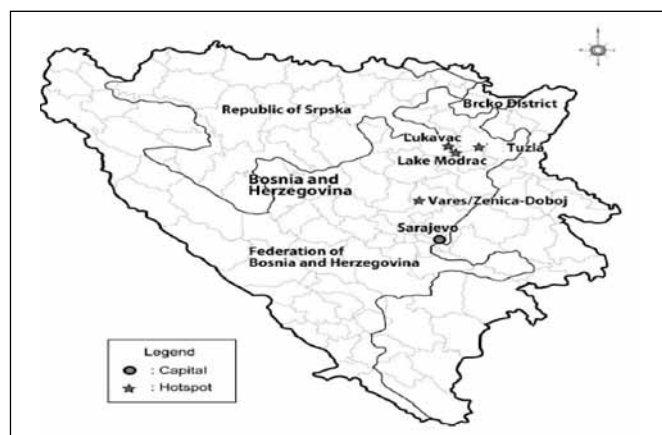 Republic of Srpska
Brcko District
Lukavac
Tuzla
Lake Modrac
Bosnia and
Herzegovina
Vares/Zenica-Doboj
Sarajevo
Federation of
Bosnia and Herzegovina
Legend
: Capital
: Hotspot